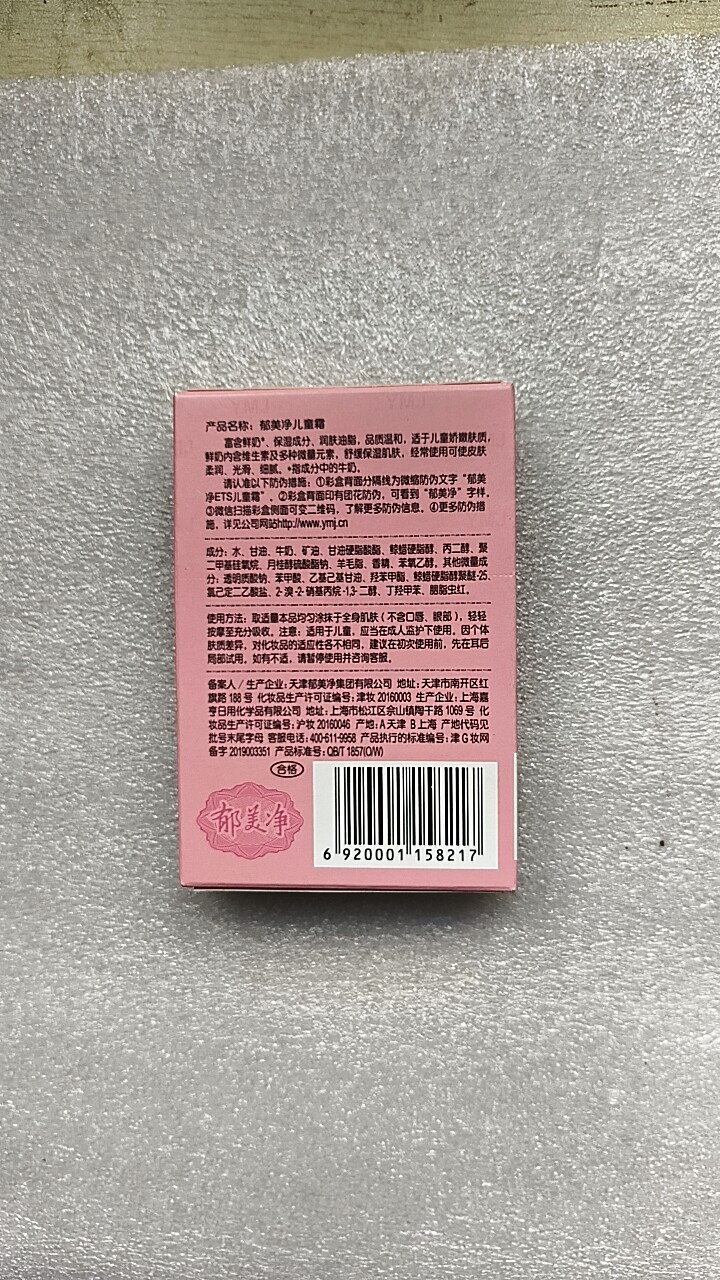 产品名称：郁美净儿童霜
富含鲜奶*、保湿成分、润肤油脂，品质温和，适于儿童娇嫩肤质，
鲜奶内含维生素及多种微量元素，舒缓保湿肌肤，经常使用可使皮肤
柔润、光滑、细腻。*指成分中的牛奶。
请认准以下防伪措施：①彩盒背面分隔线为微缩防伪文字“郁美
净ETS儿童霜”。②彩盒背面印有团花防伪，可看到“郁美净”字样。
③微信扫描彩盒侧面可变二维码，了解更多防伪信息。④更多防伪措
施，详见公司网站http://www.ymj.cn
成分：水、甘油、牛奶、矿油、甘油硬脂酸酯、鲸蜡硬脂醇、丙二醇、聚
二甲基硅氧烷、月桂醇硫酸酯钠、羊毛脂、香精、苯氧乙醇。其他微量成
分：透明质酸钠、苯甲酸、乙基己基甘油、羟苯甲酯、鲸蜡硬脂醇聚醚-25、
氯己定二乙酸盐、2-溴-2-硝基丙烷-1,3-二醇、丁羟甲苯、胭脂虫红。
使用方法：取适量本品均匀涂抹于全身肌肤（不含口唇、眼部），轻轻
按摩至充分吸收。注意：适用于儿童，应当在成人监护下使用。因个体
肤质差异，对化妆品的适应性各不相同，建议在初次使用前，先在耳后
局部试用。如有不适，请暂停使用并咨询客服。
备案人/生产企业：天津郁美净集团有限公司 地址：天津市南开区红
旗路188号 化妆品生产许可证编号：津妆20160003 生产企业：上海嘉
亨日用化学品有限公司 地址：上海市松江区佘山镇陶干路1069号 化
妆品生产许可证编号：沪妆20160046 产地：A天津 B上海 产地代码见
批号末尾字母 客服电话：400-611-9958 产品执行的标准编号：津G妆网
备字2019003351 产品标准号：QB/T 1857(O/W)
合格
郁美净
6 920001 158217